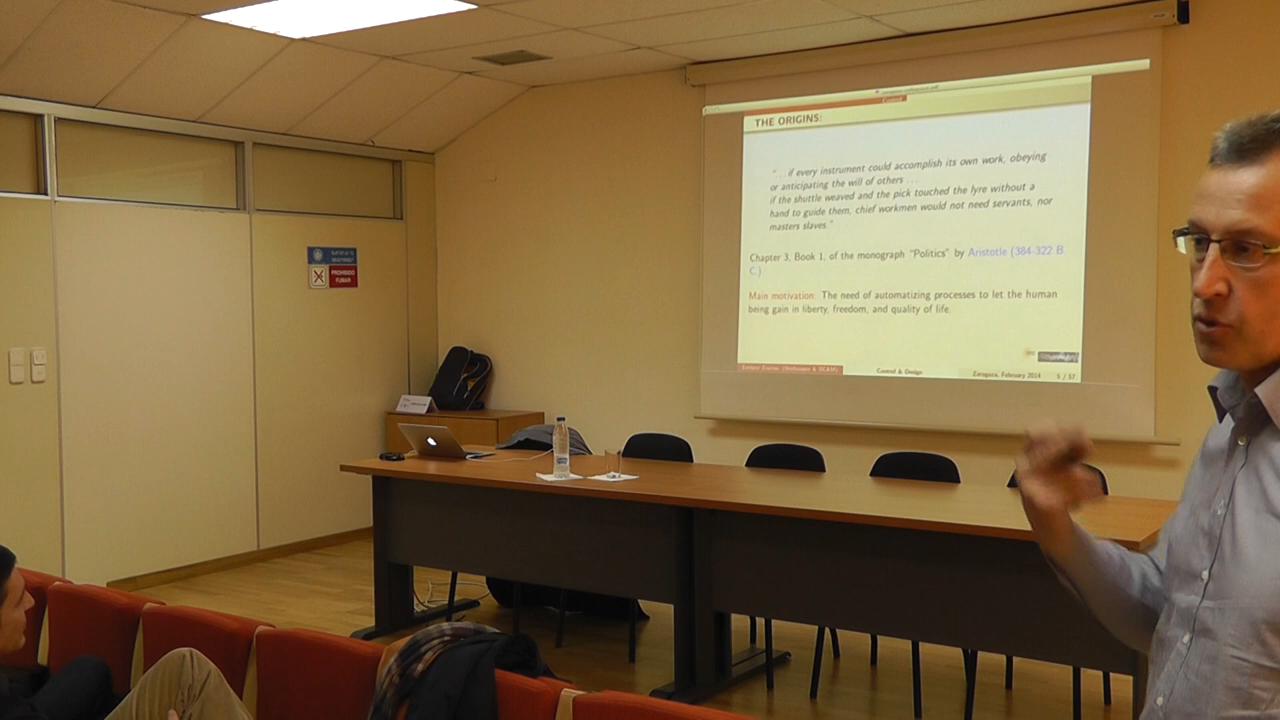 Control
THE ORIGINS:
“ . . . if every instrument could accomplish its own work, obeying
or anticipating the will of others . . .
if the shuttle weaved and the pick touched the lyre without a
hand to guide them, chief workmen would not need servants, nor
masters slaves.”
Chapter 3, Book 1, of the monograph “Politics” by Aristotle (384-322 B.
C.)
Main motivation: The need of automatizing processes to let the human
being gain in liberty, freedom, and quality of life.
Control & Design
Zaragoza, February 2014
5 / 57
PROHIBIDO
FUMAR